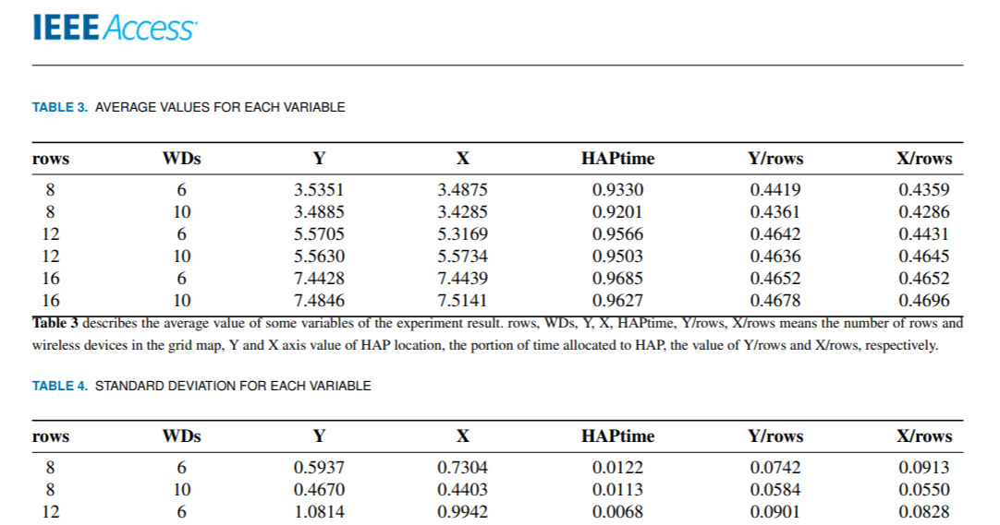 IEEE Access
TABLE 3. AVERAGE VALUES FOR EACH VARIABLE
rows WDs Y X HAPtime Y/rows X/rows
8 6 3.5351 3.4875 0.9330 0.4419 0.4359
8 10 3.4885 3.4285 0.9201 0.4361 0.4286
12 6 5.5705 5.3169 0.9566 0.4642 0.4431
12 10 5.5630 5.5734 0.9503 0.4636 0.4645
16 6 7.4428 7.4439 0.9685 0.4652 0.4652
16 10 7.4846 7.5141 0.9627 0.4678 0.4696
Table 3 describes the average value of some variables of the experiment result. rows, WDs, Y, X, HAPtime, Y/rows, X/rows means the number of rows and
wireless devices in the grid map, Y and X axis value of HAP location, the portion of time allocated to HAP, the value of Y/rows and X/rows, respectively.
TABLE 4. STANDARD DEVIATION FOR EACH VARIABLE
rows WDs Y X HAPtime Y/rows X/rows
8 6 0.5937 0.7304 0.0122 0.0742 0.0913
8 10 0.4670 0.4403 0.0113 0.0584 0.0550
12 6 1.0814 0.9942 0.0068 0.0901 0.0828